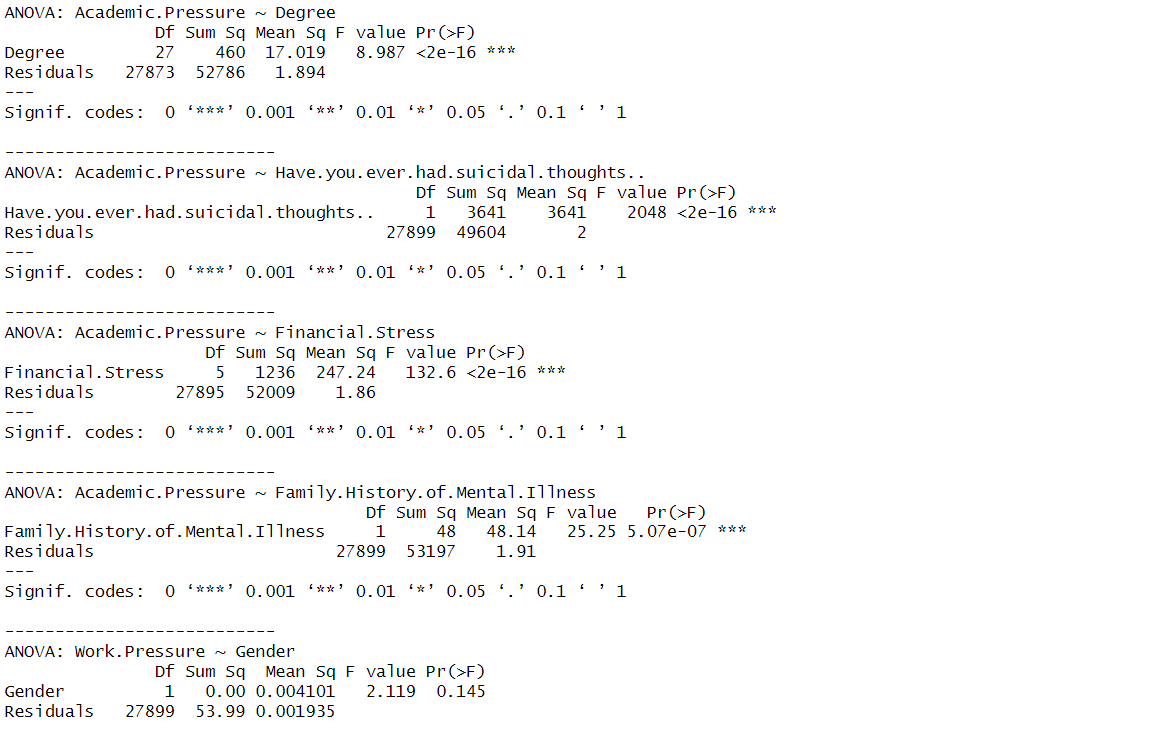 ANOVA: Academic.Pressure ~ Degree
               Df Sum Sq Mean Sq F value Pr(>F)
Degree         27    460  17.019   8.987 <2e-16 ***
Residuals   27873  52786   1.894
---
Signif. codes:  0 ‘***’ 0.001 ‘**’ 0.01 ‘*’ 0.05 ‘.’ 0.1 ‘ ’ 1

---------------------------
ANOVA: Academic.Pressure ~ Have.you.ever.had.suicidal.thoughts..
                                         Df Sum Sq Mean Sq F value Pr(>F)
Have.you.ever.had.suicidal.thoughts..     1   3641    3641    2048 <2e-16 ***
Residuals                             27899  49604       2
---
Signif. codes:  0 ‘***’ 0.001 ‘**’ 0.01 ‘*’ 0.05 ‘.’ 0.1 ‘ ’ 1

---------------------------
ANOVA: Academic.Pressure ~ Financial.Stress
                    Df Sum Sq Mean Sq F value Pr(>F)
Financial.Stress     5   1236  247.24   132.6 <2e-16 ***
Residuals        27895  52009    1.86
---
Signif. codes:  0 ‘***’ 0.001 ‘**’ 0.01 ‘*’ 0.05 ‘.’ 0.1 ‘ ’ 1

---------------------------
ANOVA: Academic.Pressure ~ Family.History.of.Mental.Illness
                                    Df Sum Sq Mean Sq F value   Pr(>F)
Family.History.of.Mental.Illness     1     48   48.14   25.25 5.07e-07 ***
Residuals                        27899  53197    1.91
---
Signif. codes:  0 ‘***’ 0.001 ‘**’ 0.01 ‘*’ 0.05 ‘.’ 0.1 ‘ ’ 1

---------------------------
ANOVA: Work.Pressure ~ Gender
               Df Sum Sq  Mean Sq F value Pr(>F)
Gender          1   0.00 0.004101   2.119  0.145
Residuals   27899  53.99 0.001935